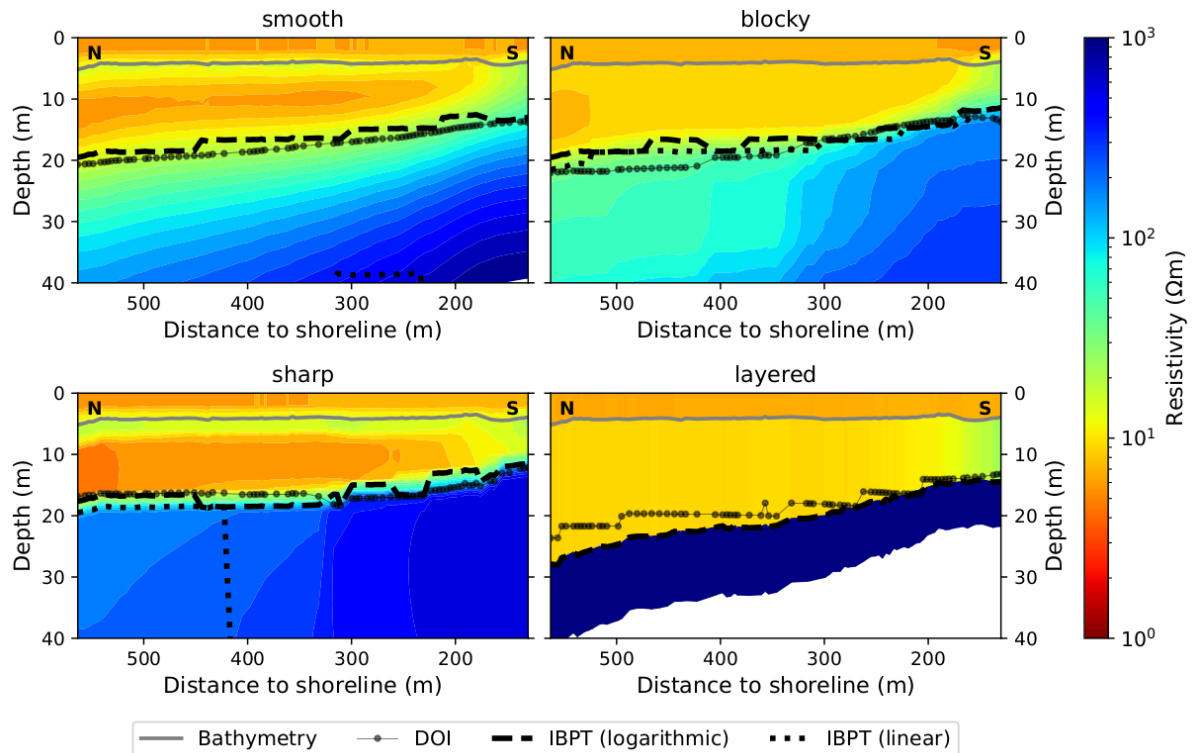 smooth
blocky
0
N
S
N
S
0
10³
10
10
20
20
30
30
40
40
Depth (m)
Depth (m)
500 400 300 200
500 400 300 200
Distance to shoreline (m)
Distance to shoreline (m)
10²
Resistivity (Ωm)
sharp
layered
0
N
S
N
S
0
10
10
20
20
30
30
40
40
Depth (m)
Depth (m)
10¹
10⁰
500 400 300 200
500 400 300 200
Distance to shoreline (m)
Distance to shoreline (m)
Bathymetry DOI IBPT (logarithmic) IBPT (linear)